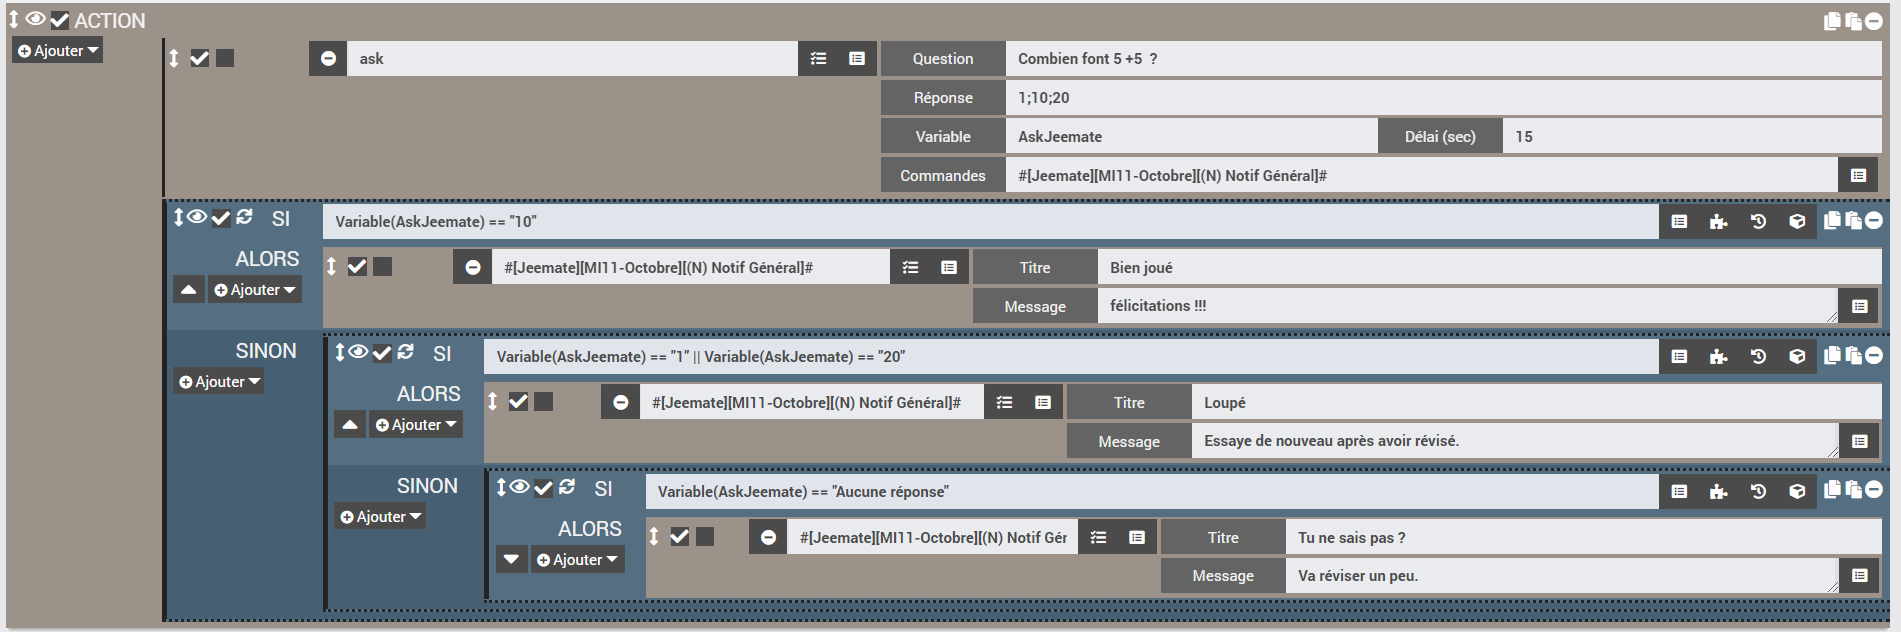 ACTION
Ajouter
ask
Question
Combien font 5 +5 ?
Réponse
1;10;20
Variable
AskJeemate
Délai (sec)
15
Commandes
#[Jeemate][MI11-Octobre][(N) Notif Général]#
SI
Variable(AskJeemate) == "10"
ALORS
Ajouter
#[Jeemate][MI11-Octobre][(N) Notif Général]#
Titre
Bien joué
Message
félicitations !!!
SINON
Ajouter
SI
Variable(AskJeemate) == "1" || Variable(AskJeemate) == "20"
ALORS
Ajouter
#[Jeemate][MI11-Octobre][(N) Notif Général]#
Titre
Loupé
Message
Essaye de nouveau après avoir révisé.
SINON
Ajouter
SI
Variable(AskJeemate) == "Aucune réponse"
ALORS
Ajouter
#[Jeemate][MI11-Octobre][(N) Notif Gér
Titre
Tu ne sais pas ?
Message
Va réviser un peu.